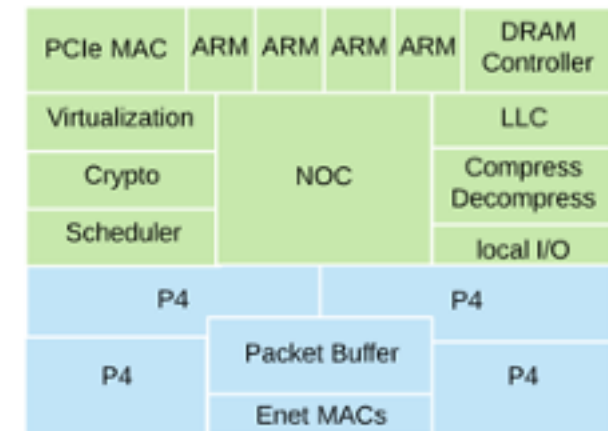 PCIe MAC
ARM
ARM
ARM
ARM
DRAM
Controller
Virtualization
NOC
LLC
Crypto
Compress
Decompress
Scheduler
local I/O
P4
P4
P4
Packet Buffer
P4
Enet MACs